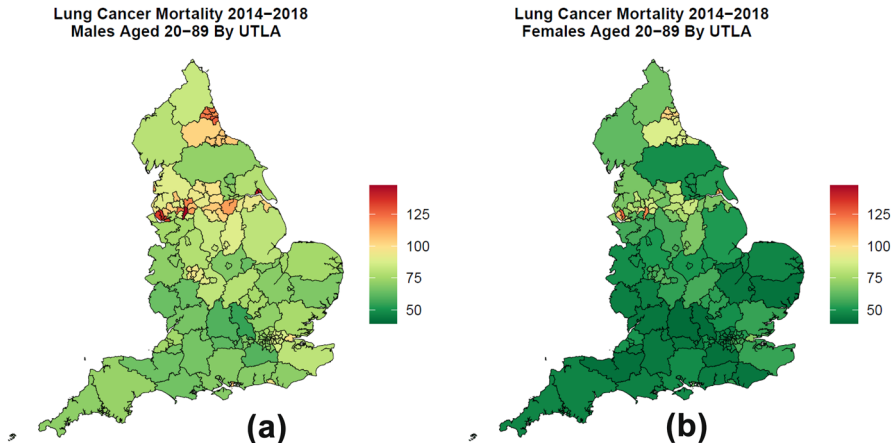 Lung Cancer Mortality 2014−2018
Males Aged 20−89 By UTLA
125
100
75
50
(a)
Lung Cancer Mortality 2014−2018
Females Aged 20−89 By UTLA
125
100
75
50
(b)